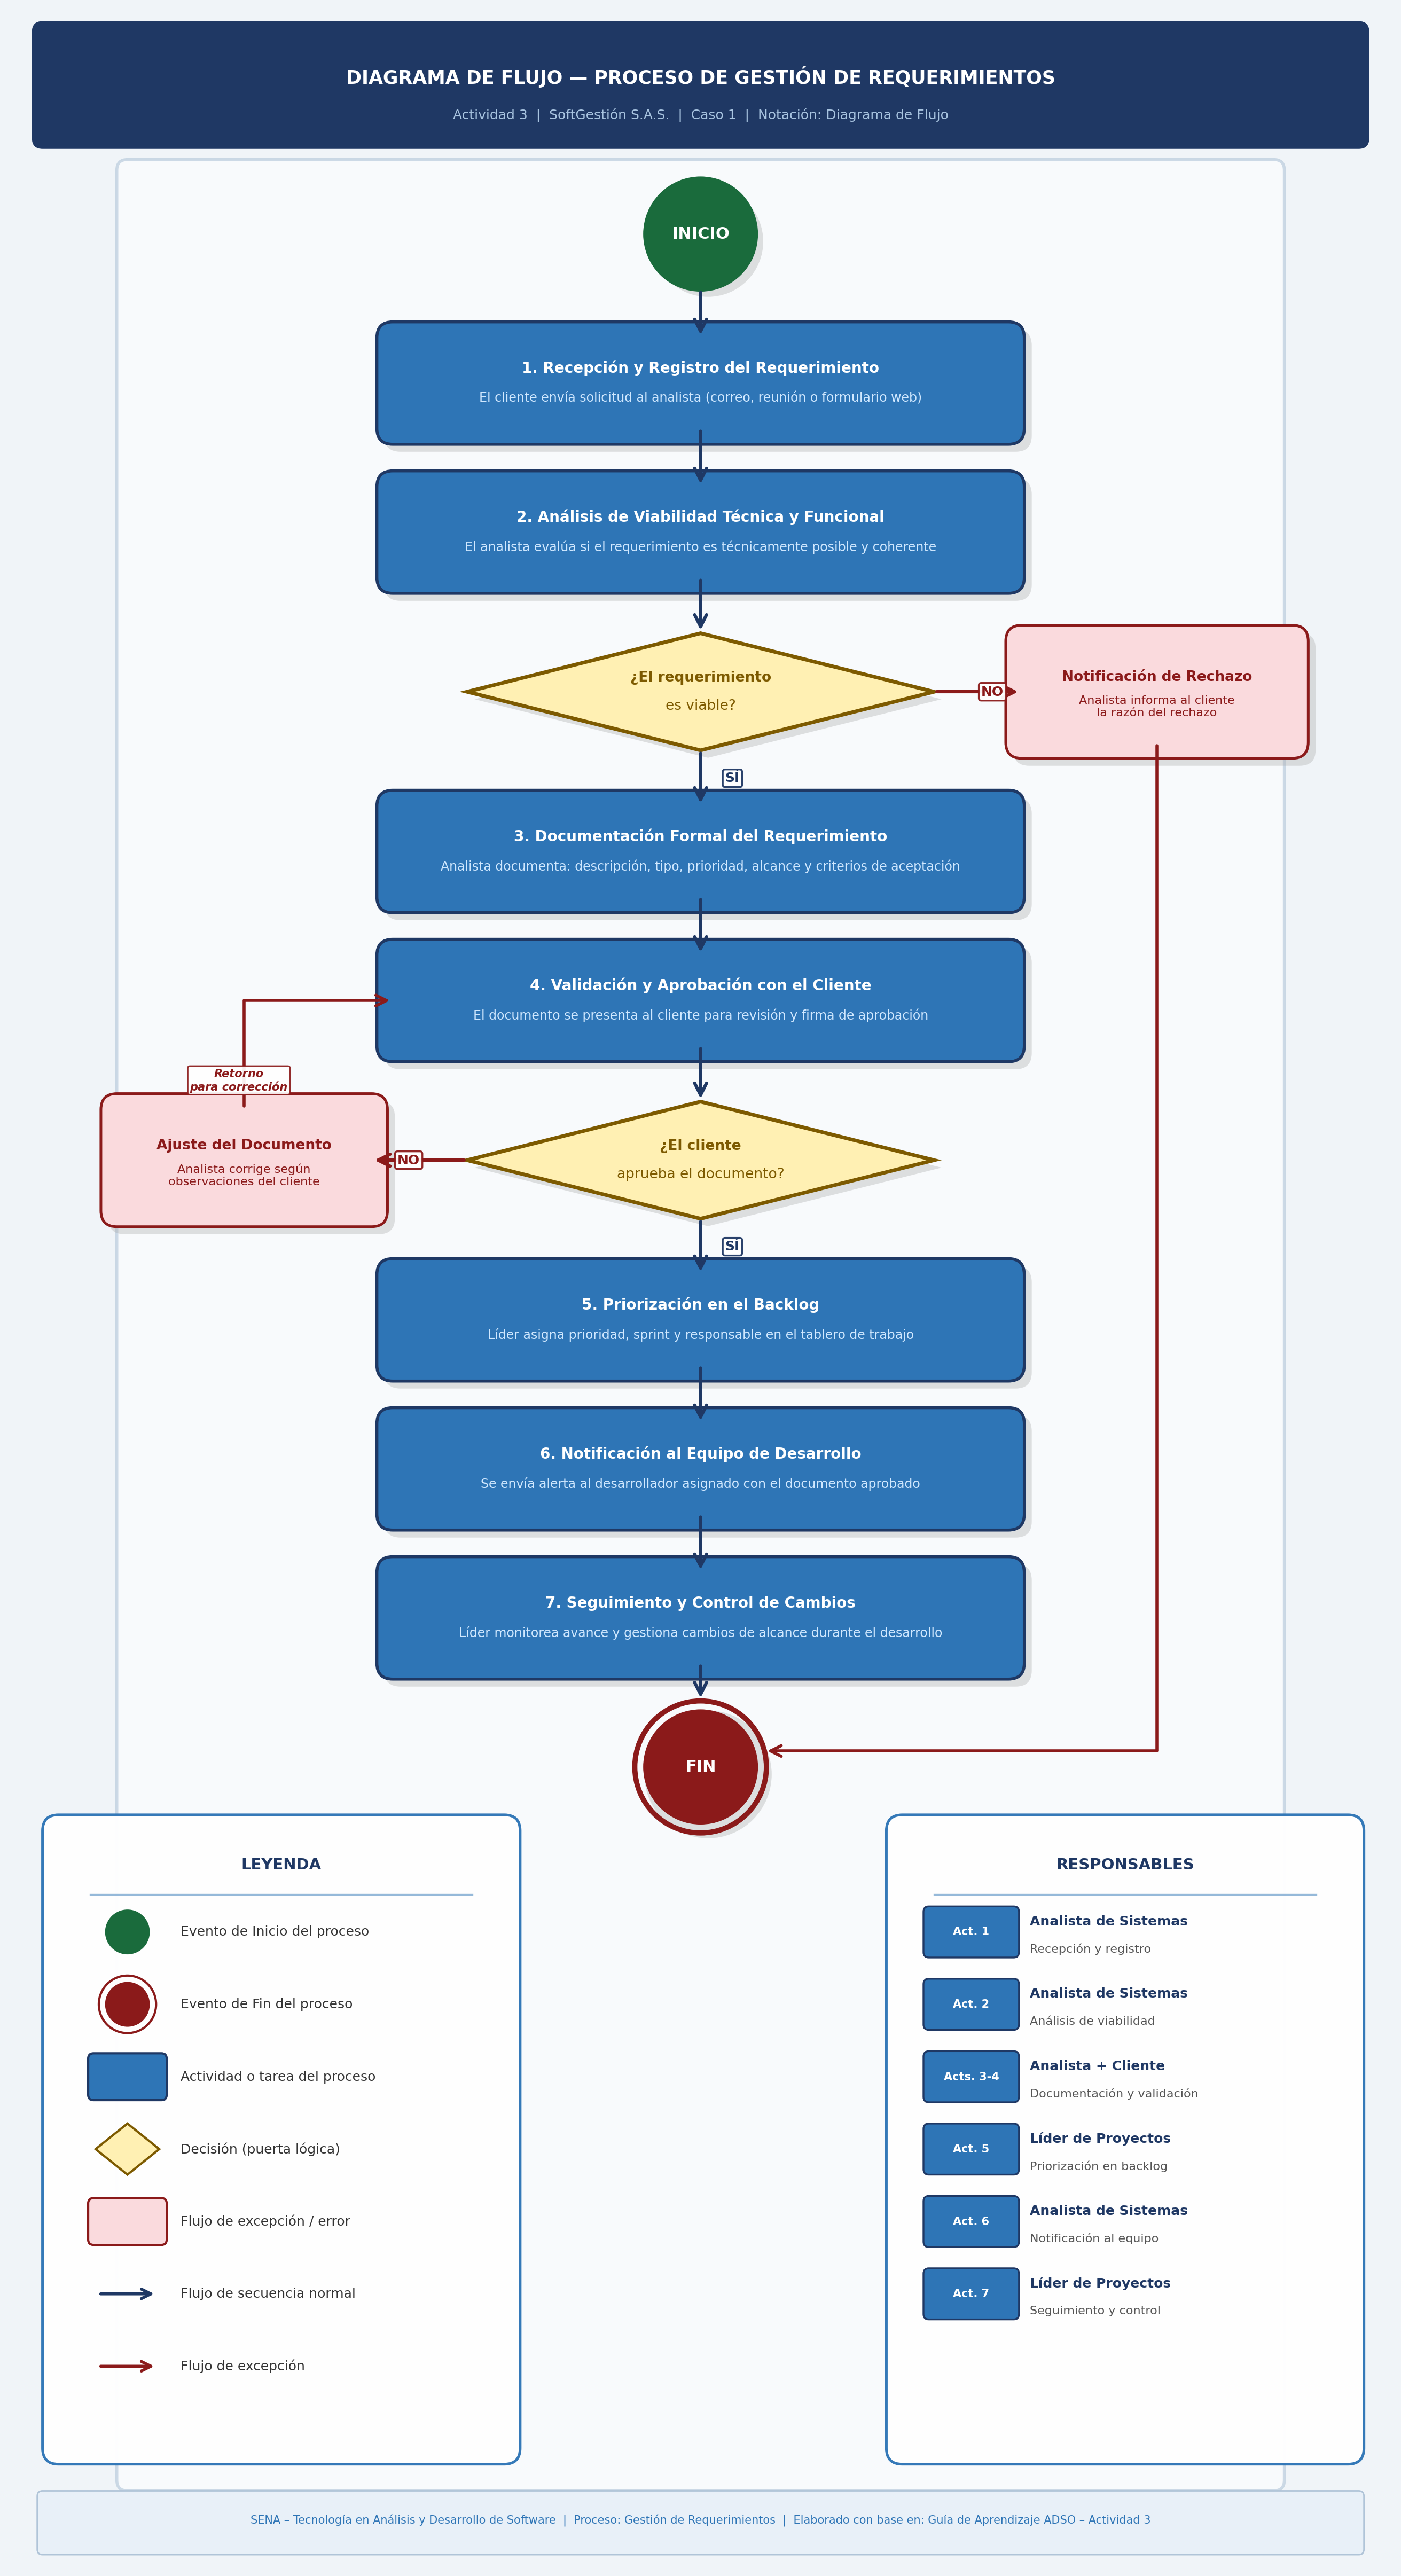 DIAGRAMA DE FLUJO — PROCESO DE GESTIÓN DE REQUERIMIENTOS
Actividad 3 | SoftGestión S.A.S. | Caso 1 | Notación: Diagrama de Flujo
INICIO
1. Recepción y Registro del Requerimiento
El cliente envía solicitud al analista (correo, reunión o formulario web)
2. Análisis de Viabilidad Técnica y Funcional
El analista evalúa si el requerimiento es técnicamente posible y coherente
¿El requerimiento
es viable?
NO
Notificación de Rechazo
Analista informa al cliente
la razón del rechazo
SÍ
3. Documentación Formal del Requerimiento
Analista documenta: descripción, tipo, prioridad, alcance y criterios de aceptación
4. Validación y Aprobación con el Cliente
El documento se presenta al cliente para revisión y firma de aprobación
Retorno
para corrección
Ajuste del Documento
Analista corrige según
observaciones del cliente
NO
¿El cliente
aprueba el documento?
SÍ
5. Priorización en el Backlog
Líder asigna prioridad, sprint y responsable en el tablero de trabajo
6. Notificación al Equipo de Desarrollo
Se envía alerta al desarrollador asignado con el documento aprobado
7. Seguimiento y Control de Cambios
Líder monitorea avance y gestiona cambios de alcance durante el desarrollo
FIN
LEYENDA
Evento de Inicio del proceso
Evento de Fin del proceso
Actividad o tarea del proceso
Decisión (puerta lógica)
Flujo de excepción / error
Flujo de secuencia normal
Flujo de excepción
RESPONSABLES
Act. 1
Analista de Sistemas
Recepción y registro
Act. 2
Analista de Sistemas
Análisis de viabilidad
Acts. 3-4
Analista + Cliente
Documentación y validación
Act. 5
Líder de Proyectos
Priorización en backlog
Act. 6
Analista de Sistemas
Notificación al equipo
Act. 7
Líder de Proyectos
Seguimiento y control
SENA – Tecnología en Análisis y Desarrollo de Software | Proceso: Gestión de Requerimientos | Elaborado con base en: Guía de Aprendizaje ADSO – Actividad 3